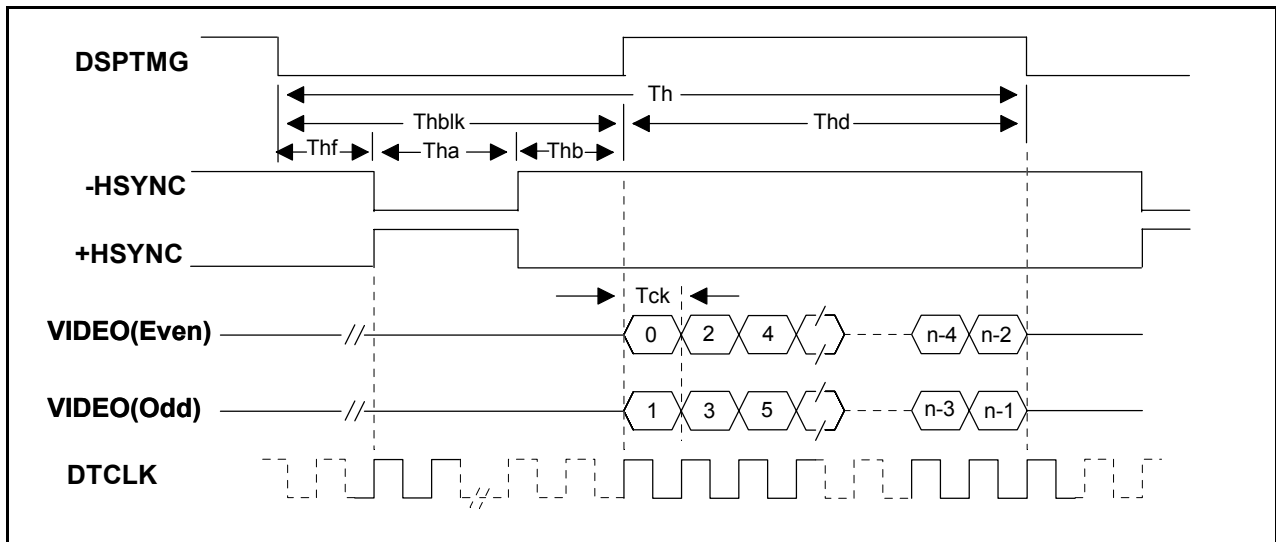 DSPTMG
Th
Thblk Thd
Thf Tha Thb
-HSYNC
+HSYNC
Tck
VIDEO(Even) 0 2 4 n-4 n-2
VIDEO(Odd) 1 3 5 n-3 n-1
DTCLK